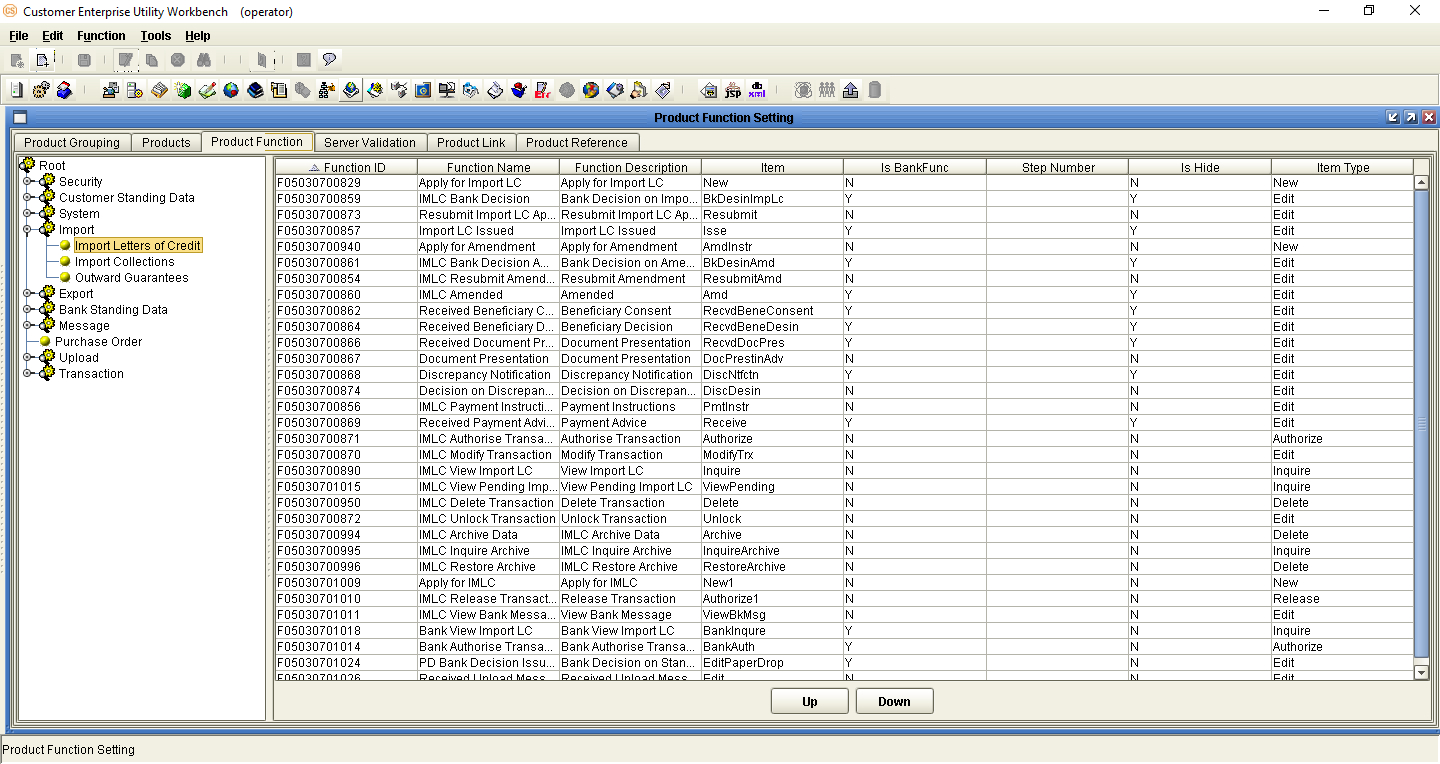 CS Customer Enterprise Utility Workbench (operator)
File Edit Function Tools Help
JSP db xml
Product Function Setting
Product Grouping Products Product Function Server Validation Product Link Product Reference
Root
Security
Customer Standing Data
System
Import
Import Letters of Credit
Import Collections
Outward Guarantees
Export
Bank Standing Data
Message
Purchase Order
Upload
Transaction
Function ID Function Name Function Description Item Is BankFunc Step Number Is Hide Item Type
F05030700829 Apply for Import LC Apply for Import LC New N N New
F05030700859 IMLC Bank Decision Bank Decision on Impo... BkDesinImpLc Y Y Edit
F05030700873 Resubmit Import LC Ap... Resubmit Import LC Ap... Resubmit N N Edit
F05030700857 Import LC Issued Import LC Issued Isse Y Y Edit
F05030700940 Apply for Amendment Apply for Amendment AmdInstr N N New
F05030700861 IMLC Bank Decision A... Bank Decision on Ame... BkDesinAmd Y Y Edit
F05030700854 IMLC Resubmit Amend... Resubmit Amendment ResubmitAmd N N Edit
F05030700860 IMLC Amended Amended Amd Y Y Edit
F05030700862 Received Beneficiary C... Beneficiary Consent RecvdBeneConsent Y Y Edit
F05030700864 Received Beneficiary D... Beneficiary Decision RecvdBeneDesin Y Y Edit
F05030700866 Received Document Pr... Document Presentation RecvdDocPres Y Y Edit
F05030700867 Document Presentation Document Presentation DocPrestinAdv N N Edit
F05030700868 Discrepancy Notification Discrepancy Notification DiscNtfctn Y Y Edit
F05030700874 Decision on Discrepan... Decision on Discrepan... DiscDesin N N Edit
F05030700856 IMLC Payment Instructi... Payment Instructions PmtInstr N N Edit
F05030700869 Received Payment Advi... Payment Advice Receive Y Y Edit
F05030700871 IMLC Authorise Transa... Authorise Transaction Authorize N N Authorize
F05030700870 IMLC Modify Transaction Modify Transaction ModifyTrx N N Edit
F05030700890 IMLC View Import LC View Import LC Inquire N N Inquire
F05030701015 IMLC View Pending Imp... View Pending Import LC ViewPending N N Inquire
F05030700950 IMLC Delete Transaction Delete Transaction Delete N N Delete
F05030700872 IMLC Unlock Transaction Unlock Transaction Unlock N N Edit
F05030700994 IMLC Archive Data IMLC Archive Data Archive N N Delete
F05030700995 IMLC Inquire Archive IMLC Inquire Archive InquireArchive N N Inquire
F05030700996 IMLC Restore Archive IMLC Restore Archive RestoreArchive N N Delete
F05030701009 Apply for IMLC Apply for IMLC New1 N N New
F05030701010 IMLC Release Transact... Release Transaction Authorize1 N N Release
F05030701011 IMLC View Bank Messa... View Bank Message ViewBkMsg N N Edit
F05030701018 Bank View Import LC Bank View Import LC BankInqure Y N Inquire
F05030701014 Bank Authorise Transa... Bank Authorise Transa... BankAuth Y N Authorize
F05030701024 PD Bank Decision Issu... Bank Decision on Stan... EditPaperDrop Y N Edit
F05030701026 Received Upload Mess... Received Upload Mess... Edit N N Edit
Up Down
Product Function Setting